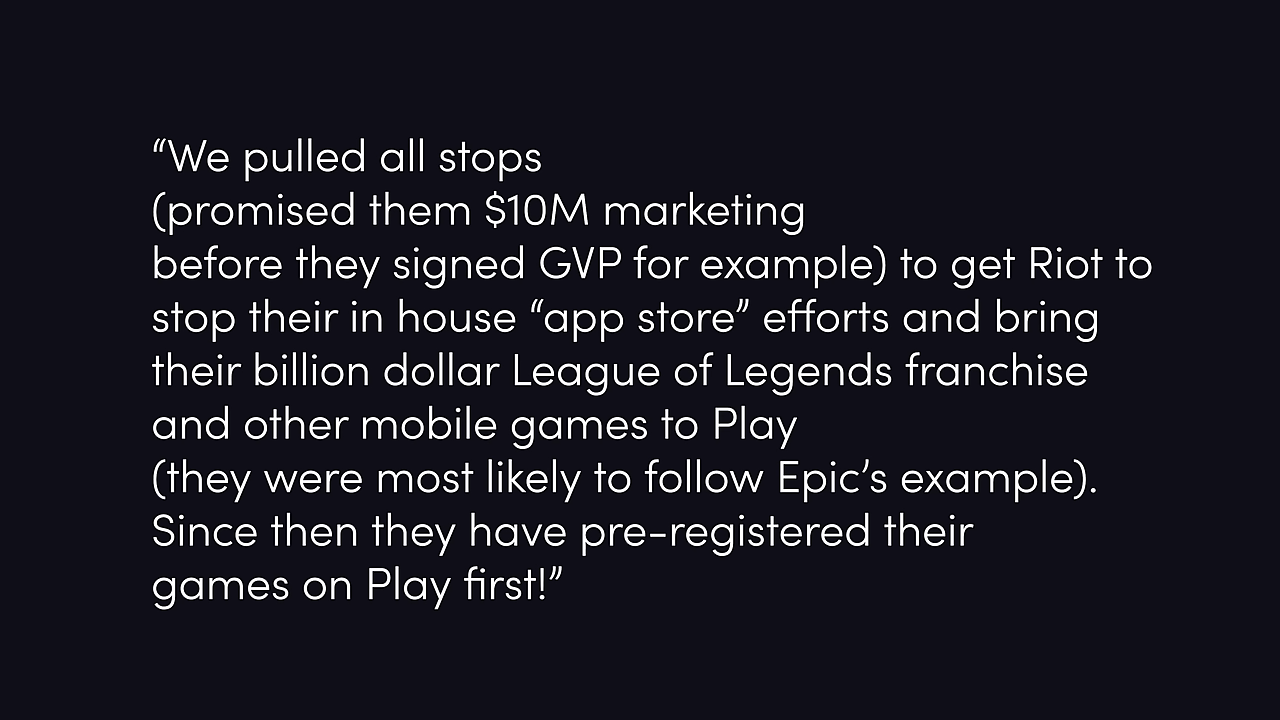 “We pulled all stops
(promised them $10M marketing
before they signed GVP for example) to get Riot to
stop their in house “app store” efforts and bring
their billion dollar League of Legends franchise
and other mobile games to Play
(they were most likely to follow Epic’s example).
Since then they have pre-registered their
games on Play first!”